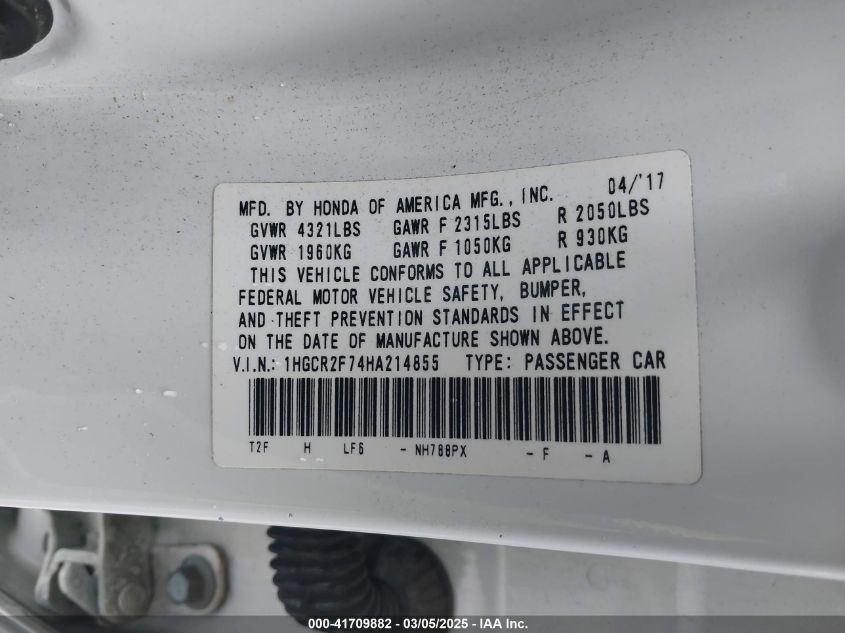 MFD. BY HONDA OF AMERICA MFG., INC. 04/'17
GVWR 4321LBS GAWR F 2315LBS R 2050LBS
GVWR 1960KG GAWR F 1050KG R 930KG
THIS VEHICLE CONFORMS TO ALL APPLICABLE
FEDERAL MOTOR VEHICLE SAFETY, BUMPER,
AND THEFT PREVENTION STANDARDS IN EFFECT
ON THE DATE OF MANUFACTURE SHOWN ABOVE.
V.I.N.: 1HGCR2F74HA214855 TYPE: PASSENGER CAR
T2F H LF6 - NH788PX - F - A
000-41709882 — 03/05/2025 — IAA Inc.